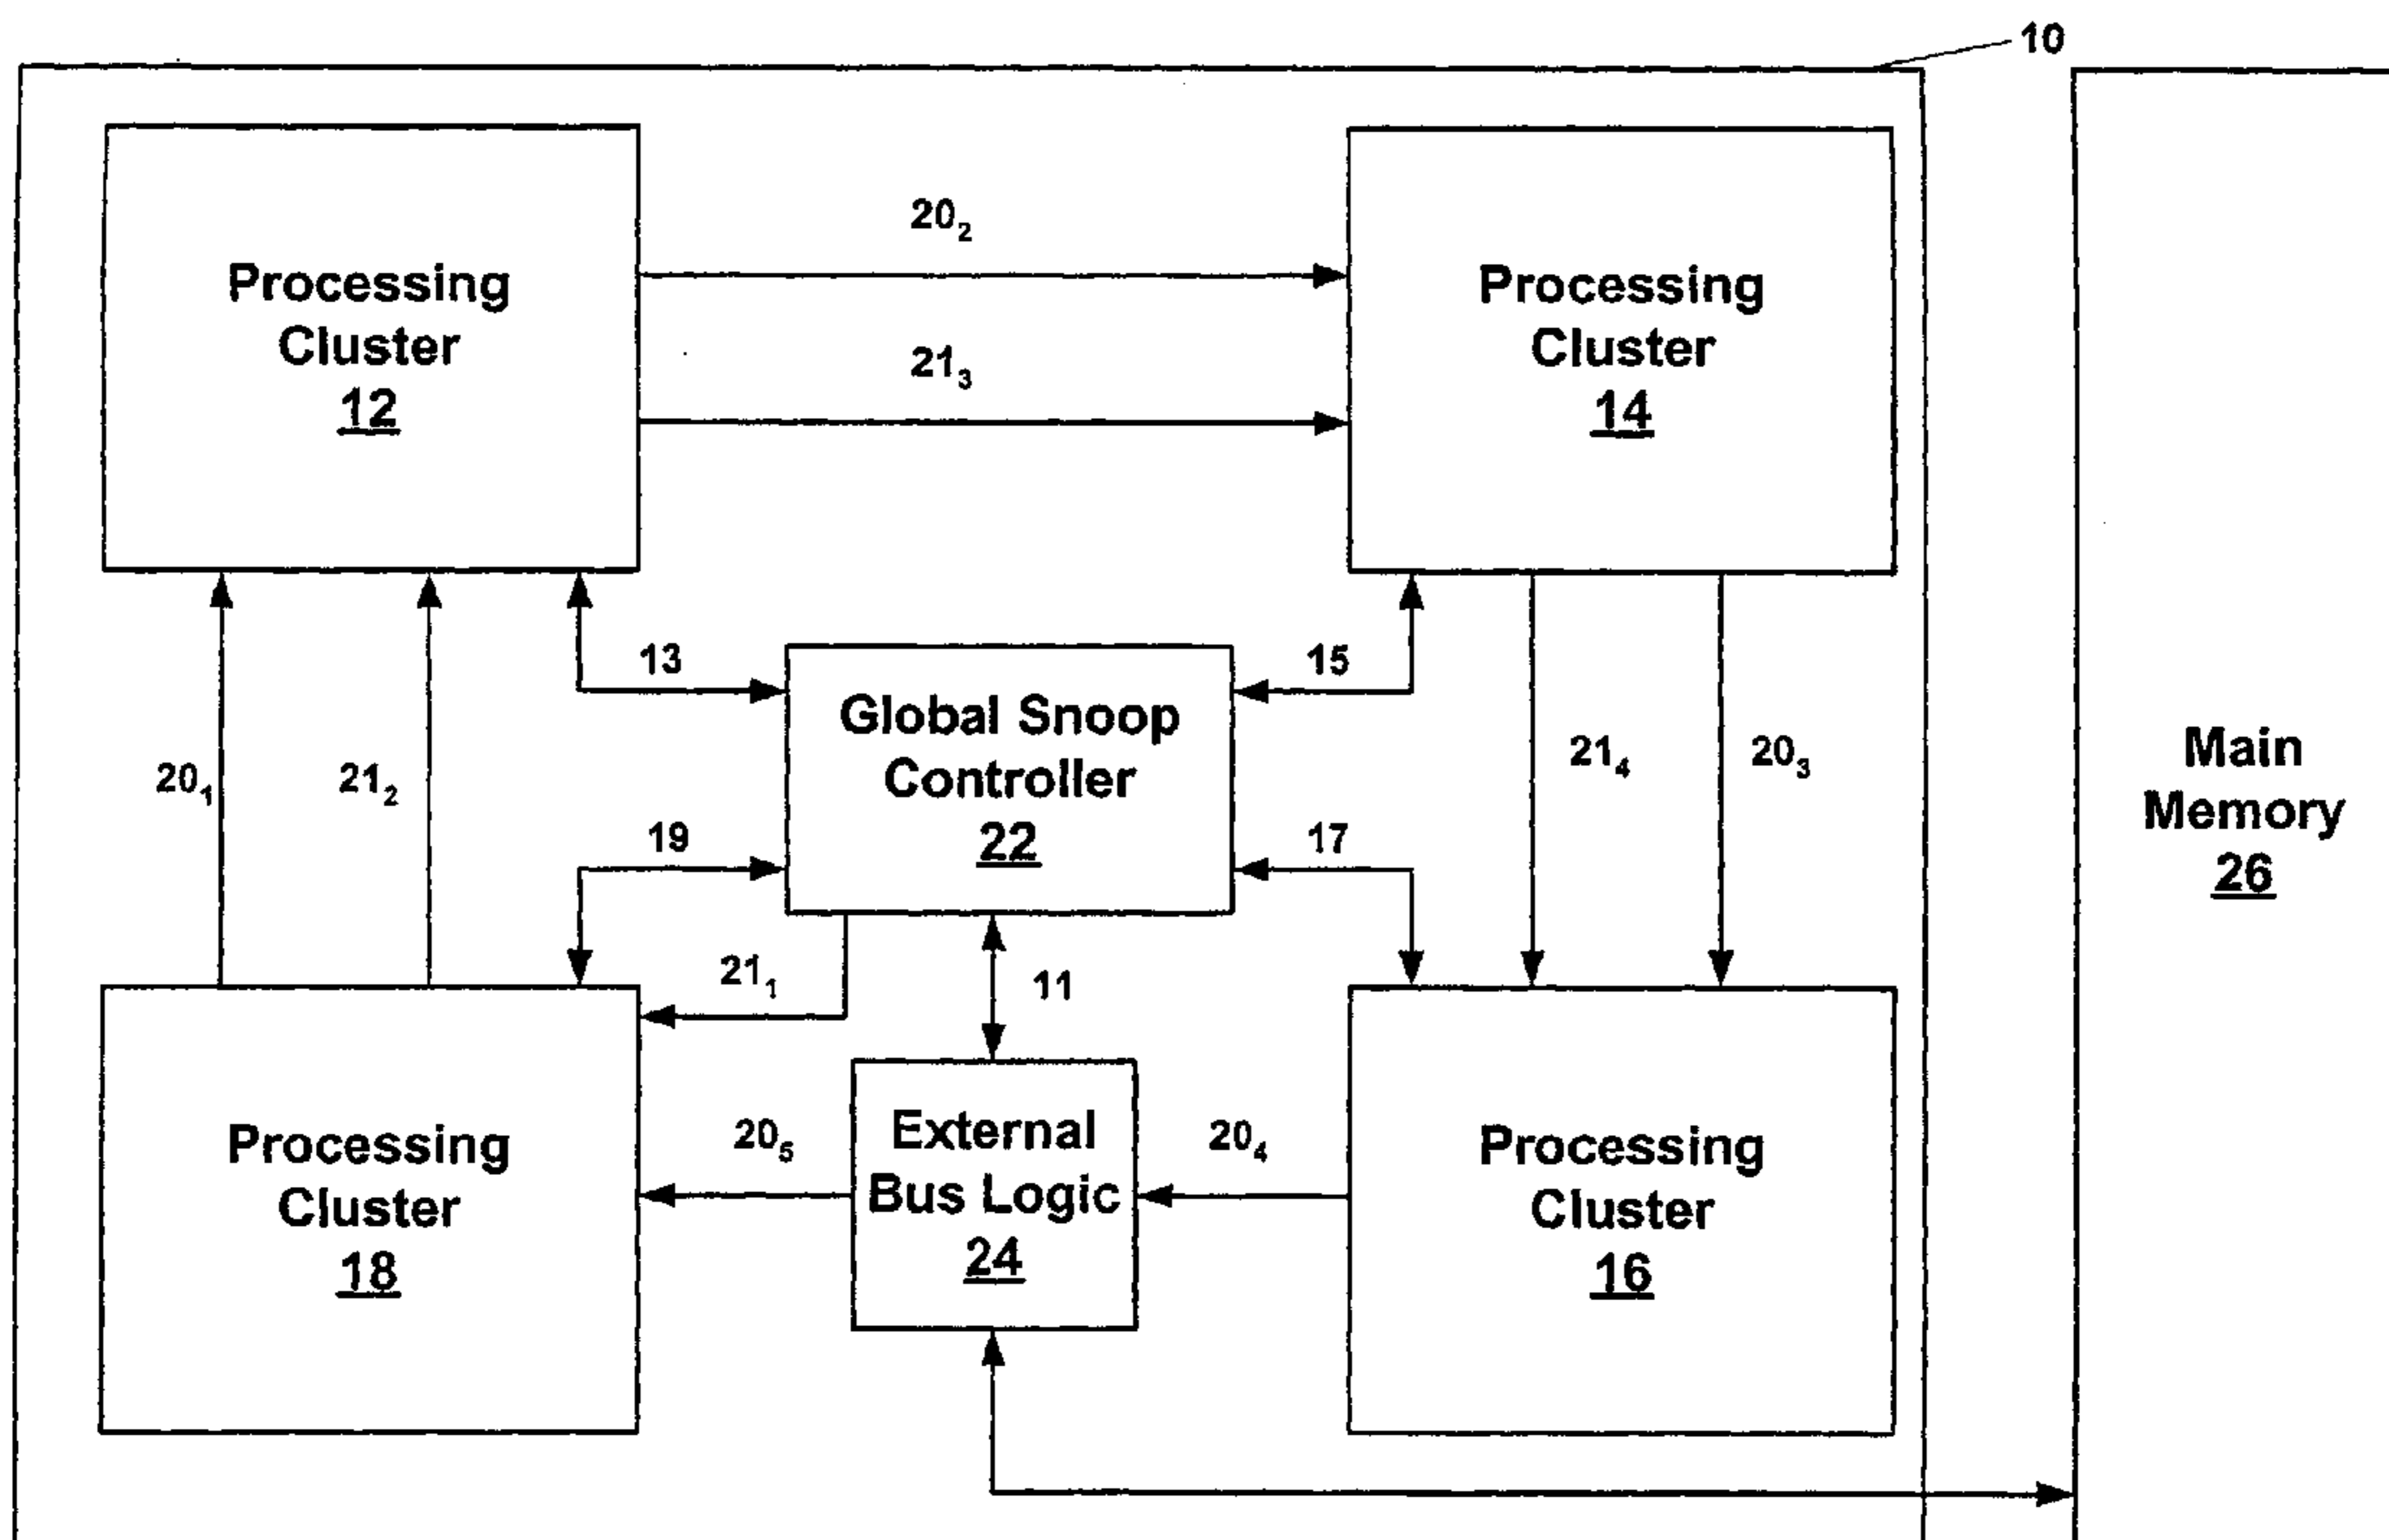 10
Processing
Cluster
12
20₂
21₃
Processing
Cluster
14
13
15
Global Snoop
Controller
22
20₁
21₂
21₄
20₃
Main
Memory
26
19
17
21₁
11
Processing
Cluster
18
20₅
External
Bus Logic
24
20₄
Processing
Cluster
16